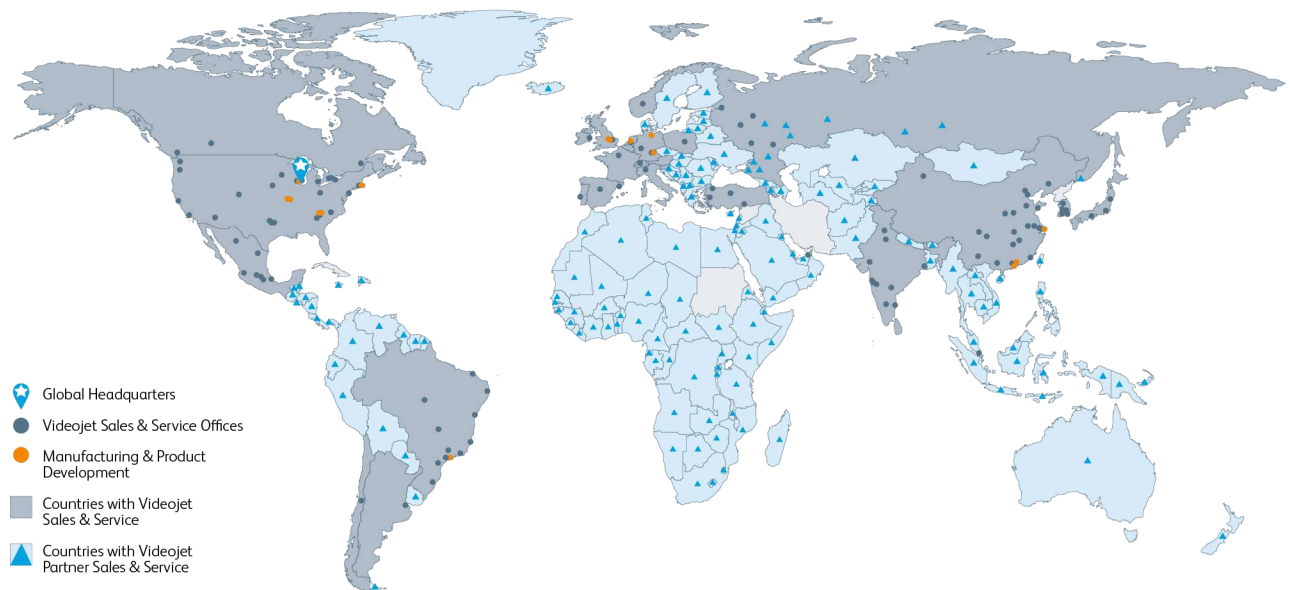 Global Headquarters
Videojet Sales & Service Offices
Manufacturing & Product
Development
Countries with Videojet
Sales & Service
Countries with Videojet
Partner Sales & Service